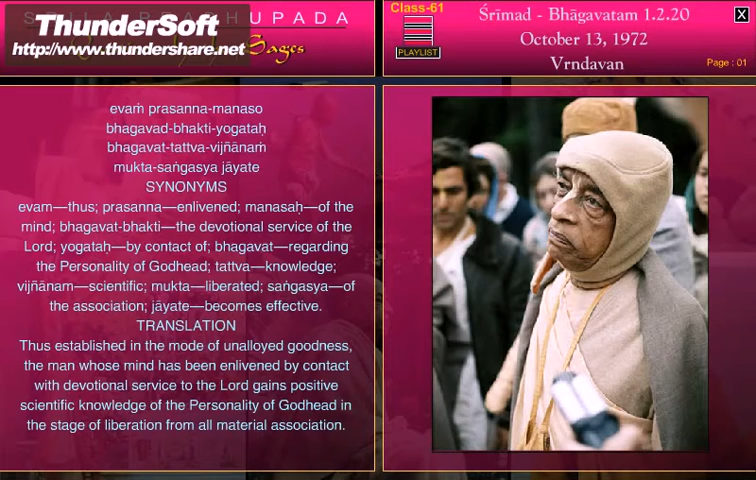 ThunderSoft
http://www.thundershare.net
HUPADA
Sages
Class-61
PLAYLIST
Śrīmad - Bhāgavatam 1.2.20
October 13, 1972
Vrndavan
X
Page : 01
evaṁ prasanna-manaso
bhagavad-bhakti-yogataḥ
bhagavat-tattva-vijñānaṁ
mukta-saṅgasya jāyate
SYNONYMS
evam—thus; prasanna—enlivened; manasaḥ—of the
mind; bhagavat-bhakti—the devotional service of the
Lord; yogataḥ—by contact of; bhagavat—regarding
the Personality of Godhead; tattva—knowledge;
vijñānam—scientific; mukta—liberated; saṅgasya—of
the association; jāyate—becomes effective.
TRANSLATION
Thus established in the mode of unalloyed goodness,
the man whose mind has been enlivened by contact
with devotional service to the Lord gains positive
scientific knowledge of the Personality of Godhead in
the stage of liberation from all material association.